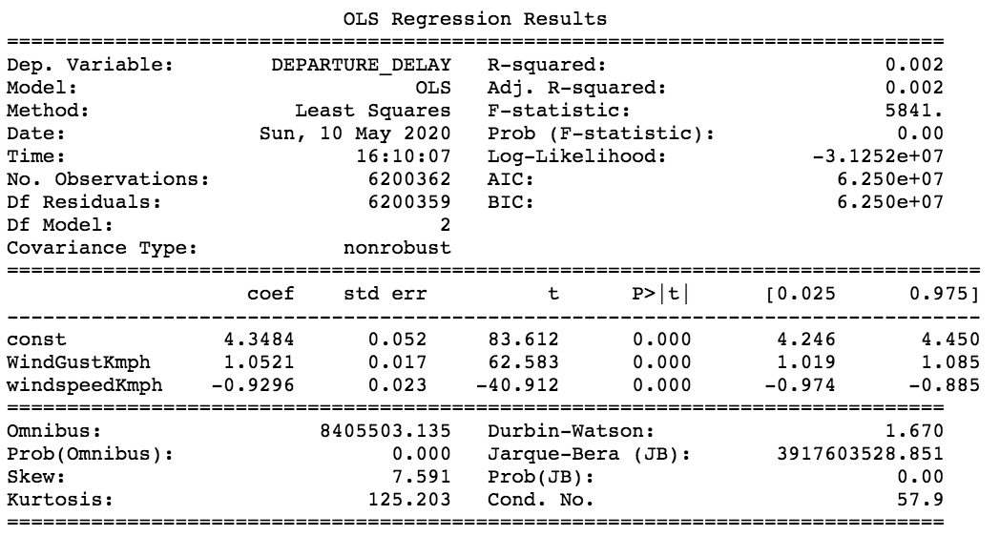 OLS Regression Results
==============================================================================
Dep. Variable:        DEPARTURE_DELAY   R-squared:                       0.002
Model:                            OLS   Adj. R-squared:                  0.002
Method:                 Least Squares   F-statistic:                     5841.
Date:                Sun, 10 May 2020   Prob (F-statistic):               0.00
Time:                        16:10:07   Log-Likelihood:            -3.1252e+07
No. Observations:             6200362   AIC:                         6.250e+07
Df Residuals:                 6200359   BIC:                         6.250e+07
Df Model:                           2
Covariance Type:            nonrobust
=================================================================================
                    coef    std err          t      P>|t|      [0.025      0.975]
---------------------------------------------------------------------------------
const             4.3484      0.052     83.612      0.000       4.246       4.450
WindGustKmph      1.0521      0.017     62.583      0.000       1.019       1.085
windspeedKmph    -0.9296      0.023    -40.912      0.000      -0.974      -0.885
==============================================================================
Omnibus:                  8405503.135   Durbin-Watson:                   1.670
Prob(Omnibus):                  0.000   Jarque-Bera (JB):       3917603528.851
Skew:                           7.591   Prob(JB):                         0.00
Kurtosis:                     125.203   Cond. No.                         57.9
==============================================================================